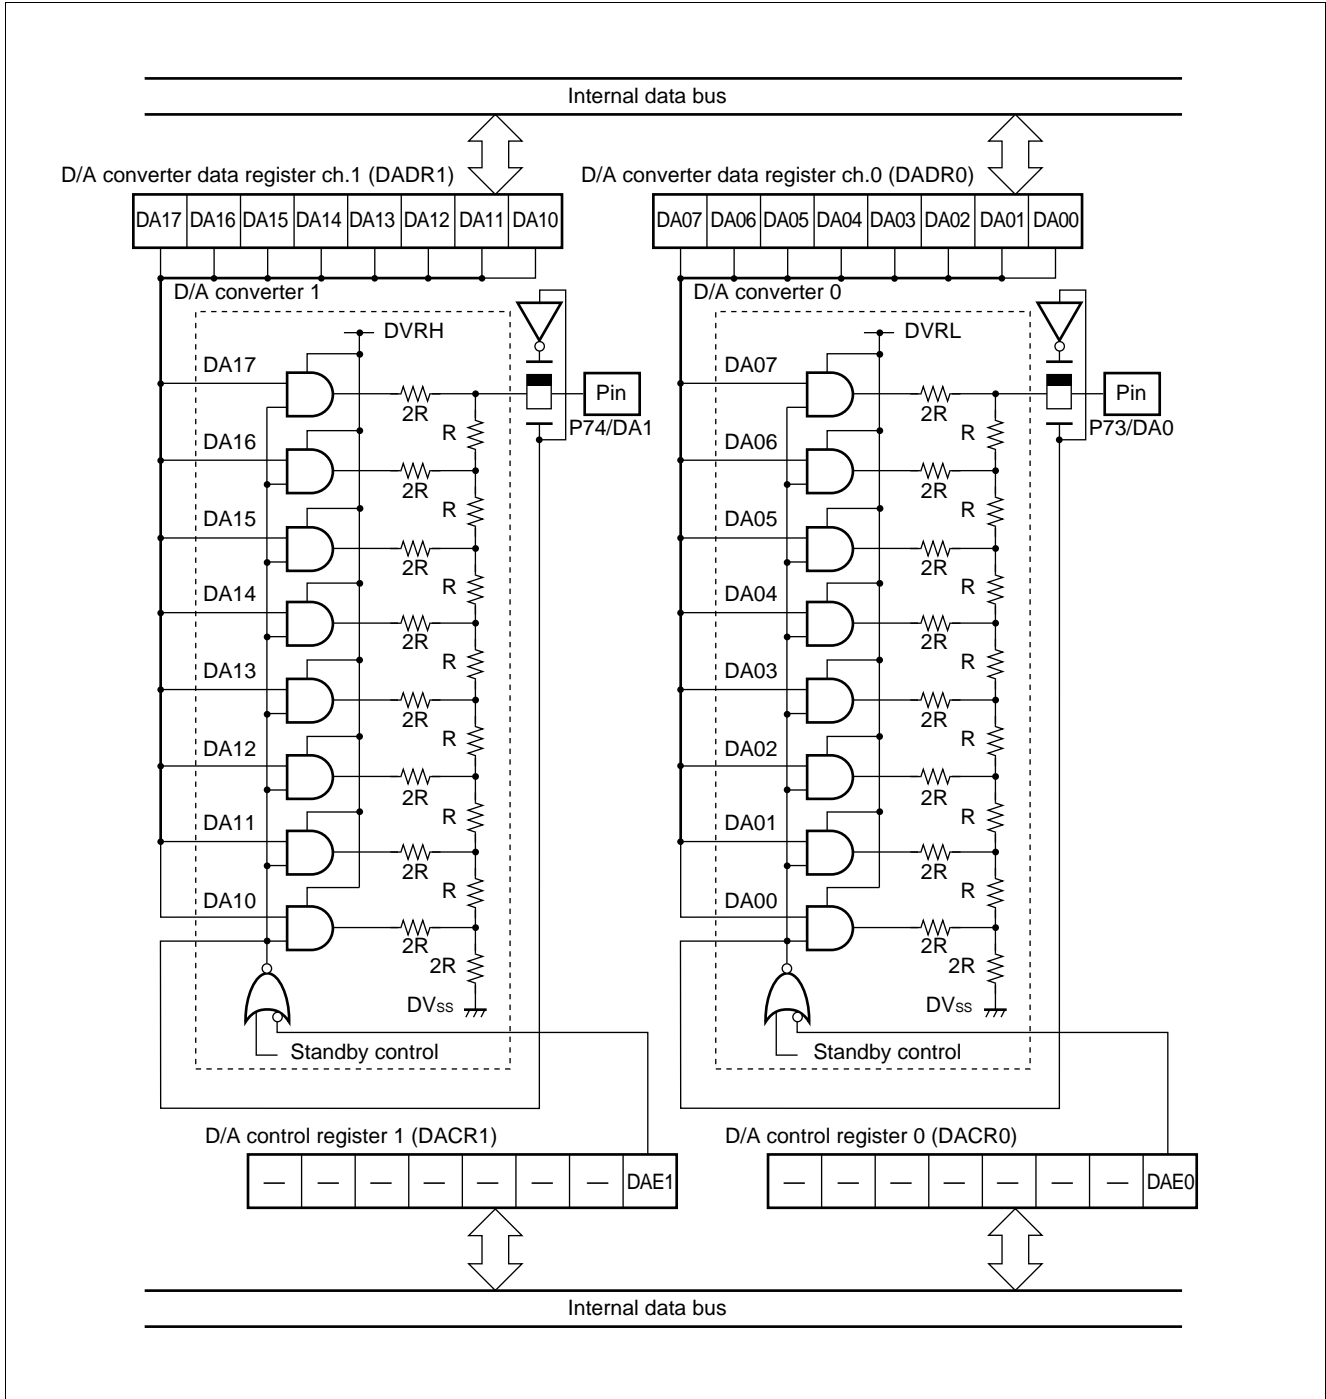 Internal data bus
D/A converter data register ch.1 (DADR1)
D/A converter data register ch.0 (DADR0)
DA17 DA16 DA15 DA14 DA13 DA12 DA11 DA10
DA07 DA06 DA05 DA04 DA03 DA02 DA01 DA00
D/A converter 1
DVRH
DA17
2R
R
Pin
P74/DA1
DA16
2R
R
DA15
2R
R
DA14
2R
R
DA13
2R
R
DA12
2R
R
DA11
2R
R
DA10
2R
2R
DVss
Standby control
D/A converter 0
DVRL
DA07
2R
R
Pin
P73/DA0
DA06
2R
R
DA05
2R
R
DA04
2R
R
DA03
2R
R
DA02
2R
R
DA01
2R
R
DA00
2R
2R
DVss
Standby control
D/A control register 1 (DACR1)
— — — — — — — DAE1
D/A control register 0 (DACR0)
— — — — — — — DAE0
Internal data bus